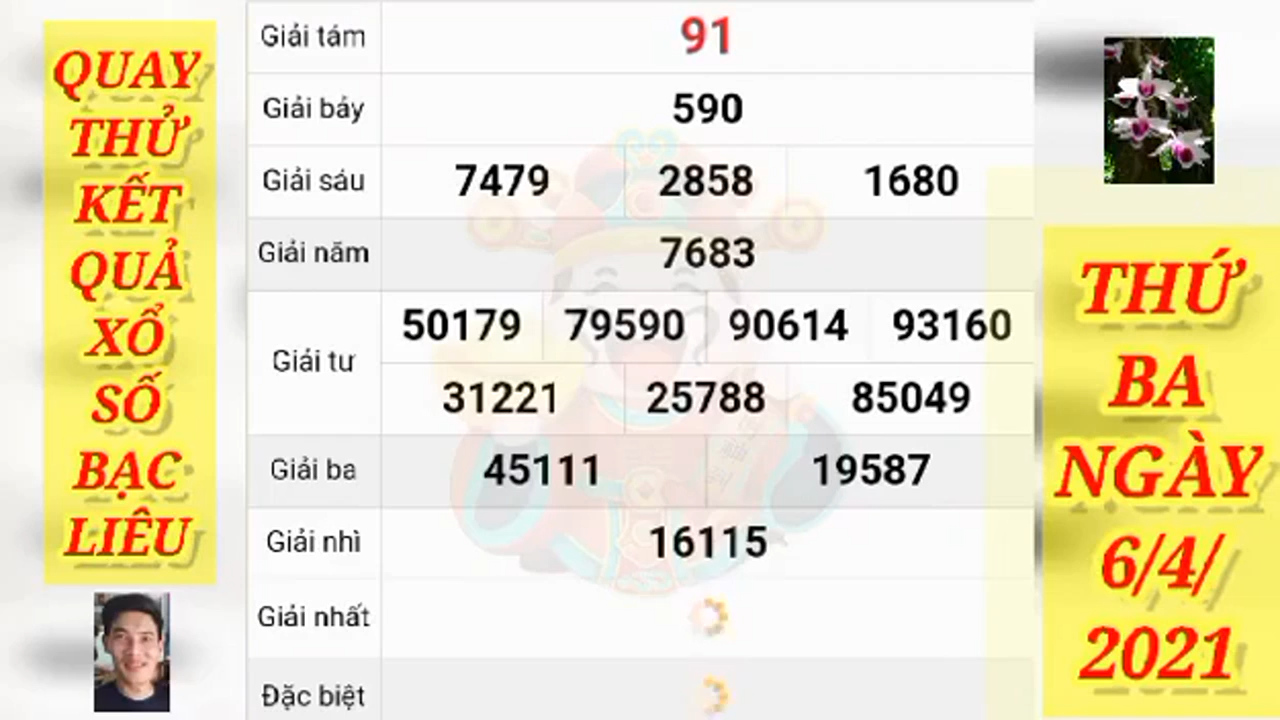 QUAY
THỬ
KẾT
QUẢ
XỔ
SỐ
BẠC
LIÊU
Giải tám 91
Giải bảy 590
Giải sáu 7479 2858 1680
Giải năm 7683
Giải tư 50179 79590 90614 93160
31221 25788 85049
Giải ba 45111 19587
Giải nhì 16115
Giải nhất
Đặc biệt
THỨ
BA
NGÀY
6/4/
2021